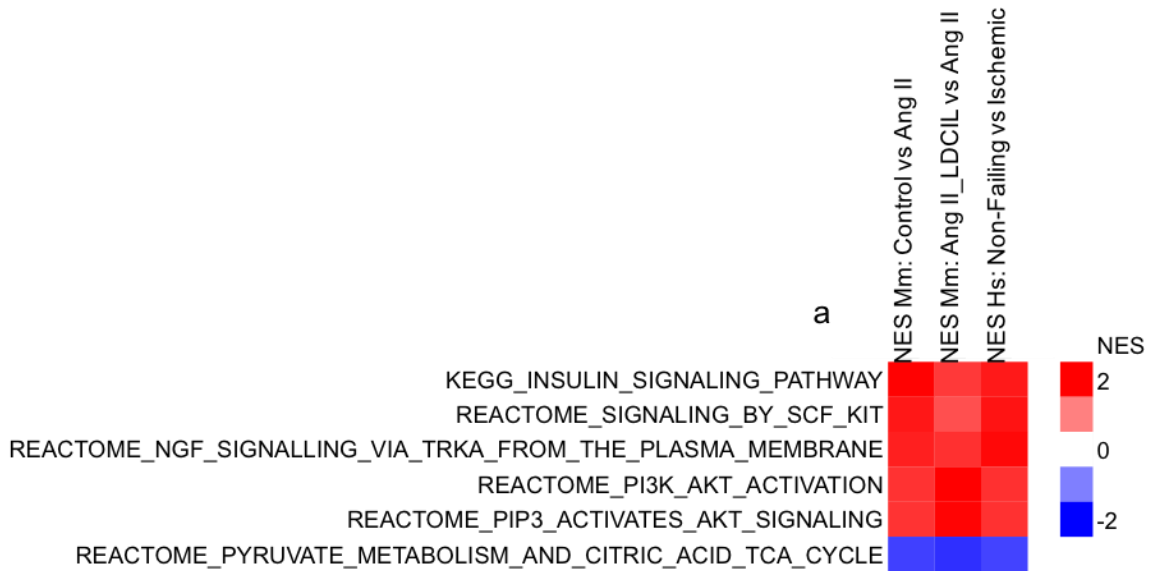 NES Mm: Control vs Ang II
NES Mm: Ang II_LDCIL vs Ang II
NES Hs: Non-Failing vs Ischemic
a
NES
KEGG_INSULIN_SIGNALING_PATHWAY
2
REACTOME_SIGNALING_BY_SCF_KIT
REACTOME_NGF_SIGNALLING_VIA_TRKA_FROM_THE_PLASMA_MEMBRANE
0
REACTOME_PI3K_AKT_ACTIVATION
REACTOME_PIP3_ACTIVATES_AKT_SIGNALING
-2
REACTOME_PYRUVATE_METABOLISM_AND_CITRIC_ACID_TCA_CYCLE